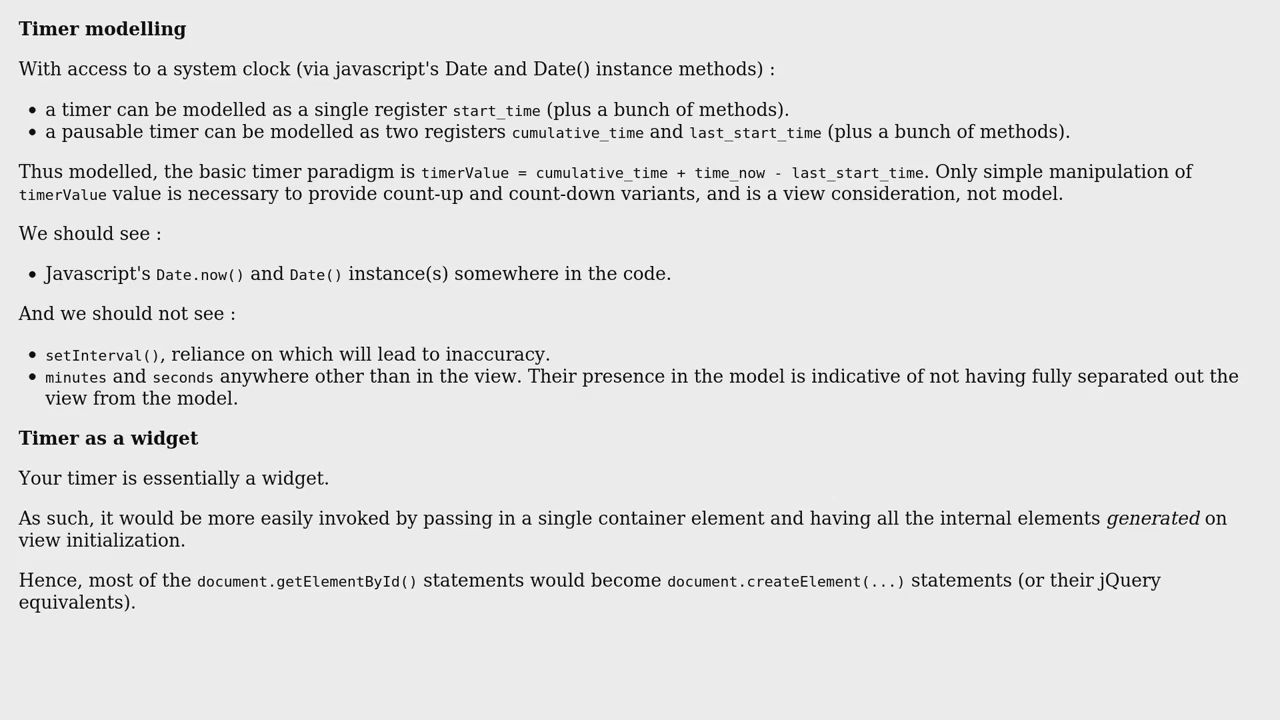 Timer modelling
With access to a system clock (via javascript's Date and Date() instance methods) :
• a timer can be modelled as a single register start_time (plus a bunch of methods).
• a pausable timer can be modelled as two registers cumulative_time and last_start_time (plus a bunch of methods).
Thus modelled, the basic timer paradigm is timerValue = cumulative_time + time_now - last_start_time. Only simple manipulation of
timerValue value is necessary to provide count-up and count-down variants, and is a view consideration, not model.
We should see :
• Javascript's Date.now() and Date() instance(s) somewhere in the code.
And we should not see :
• setInterval(), reliance on which will lead to inaccuracy.
• minutes and seconds anywhere other than in the view. Their presence in the model is indicative of not having fully separated out the
view from the model.
Timer as a widget
Your timer is essentially a widget.
As such, it would be more easily invoked by passing in a single container element and having all the internal elements generated on
view initialization.
Hence, most of the document.getElementById() statements would become document.createElement(...) statements (or their jQuery
equivalents).